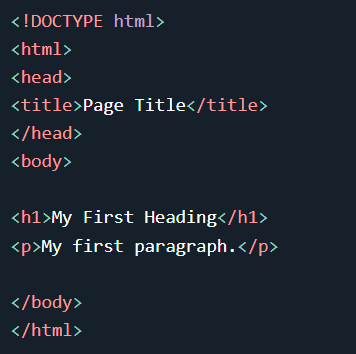 <!DOCTYPE html>
<html>
<head>
<title>Page Title</title>
</head>
<body>
<h1>My First Heading</h1>
<p>My first paragraph.</p>
</body>
</html>